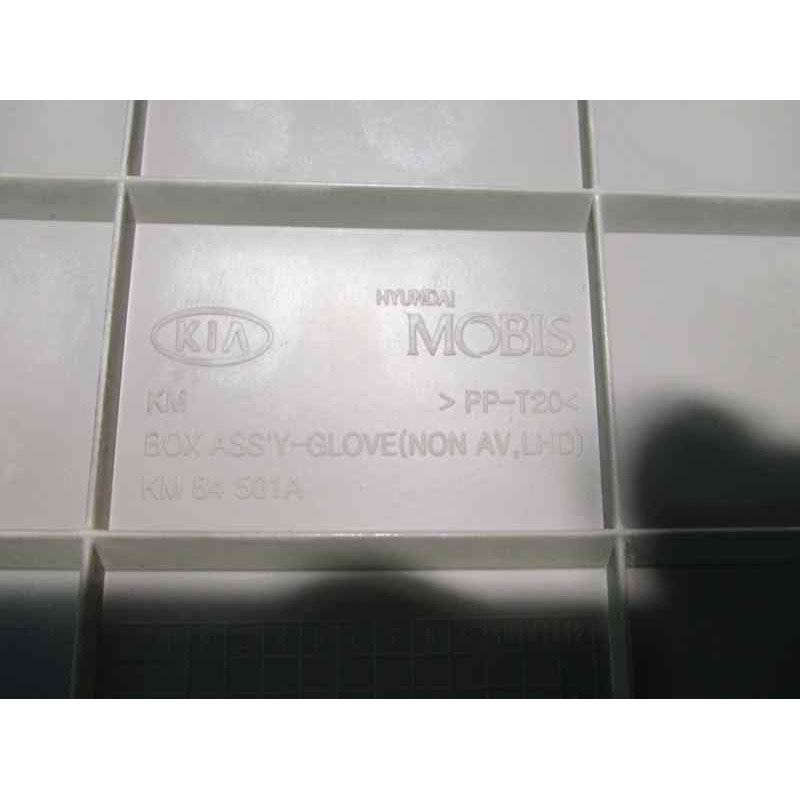 KIA
HYUNDAI
MOBIS
KM >PP-T20<
BOX ASS'Y-GLOVE(NON AV,LHD)
KM 84 501A